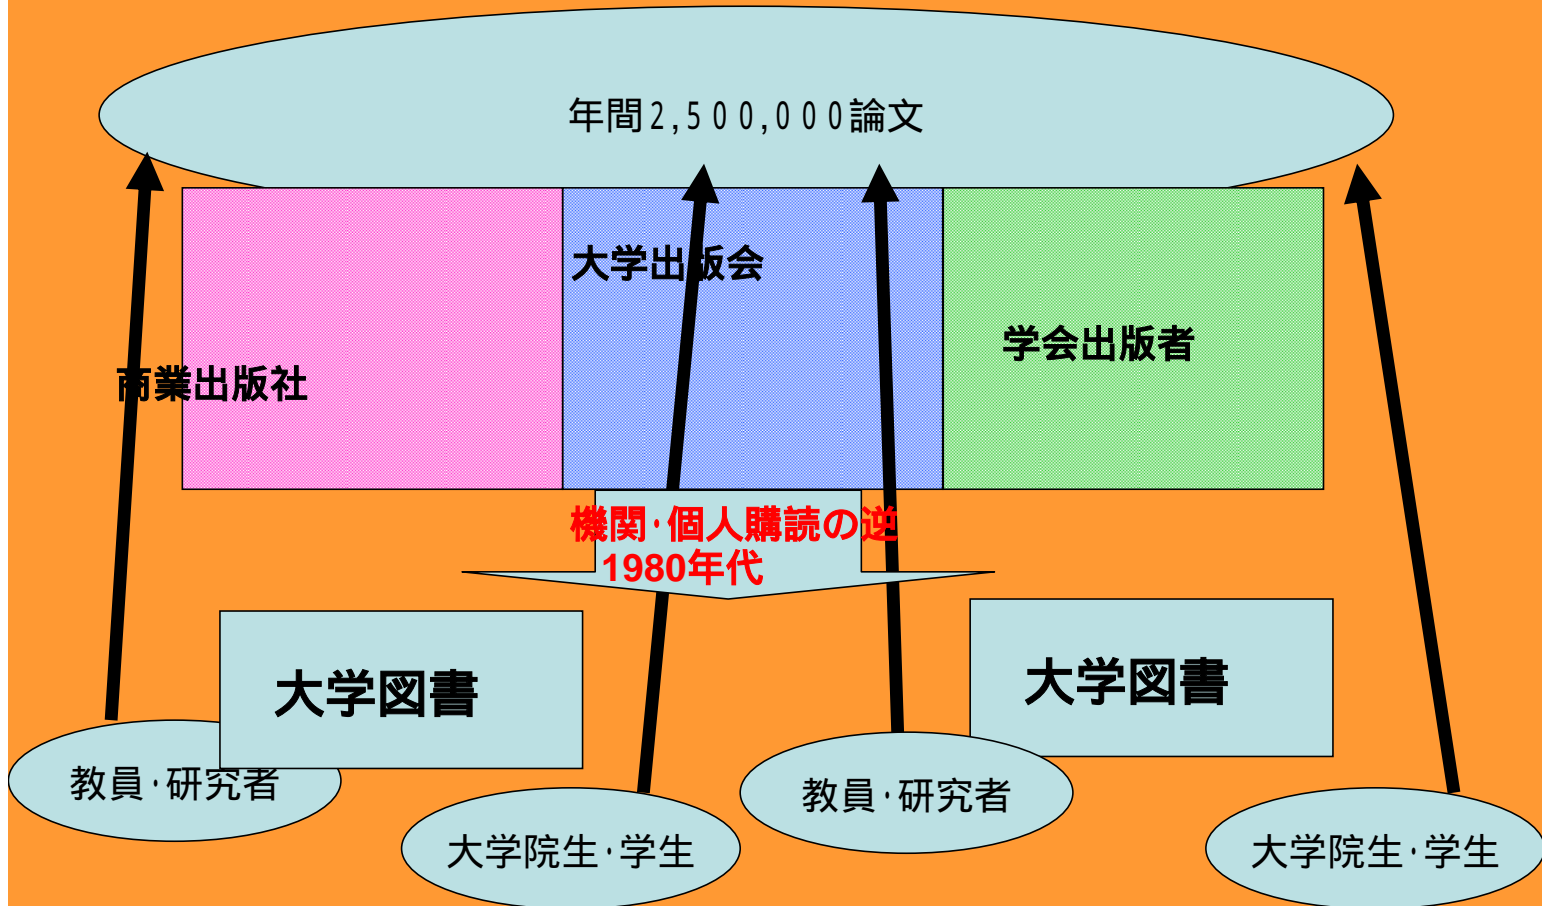 年間2,500,000論文
大学出版会
学会出版者
商業出版社
機関・個人購読の逆
1980年代
大学図書
大学図書
教員・研究者
教員・研究者
大学院生・学生
大学院生・学生